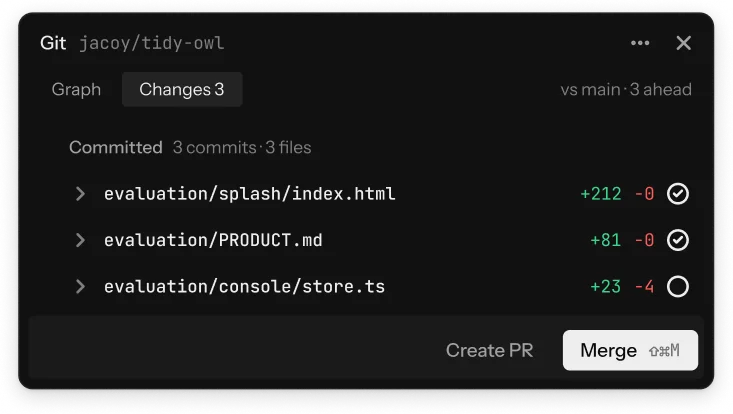 Git jacoy/tidy-owl
Graph Changes 3 vs main · 3 ahead
Committed 3 commits · 3 files
evaluation/splash/index.html +212 -0
evaluation/PRODUCT.md +81 -0
evaluation/console/store.ts +23 -4
Create PR Merge ⇧⌘M